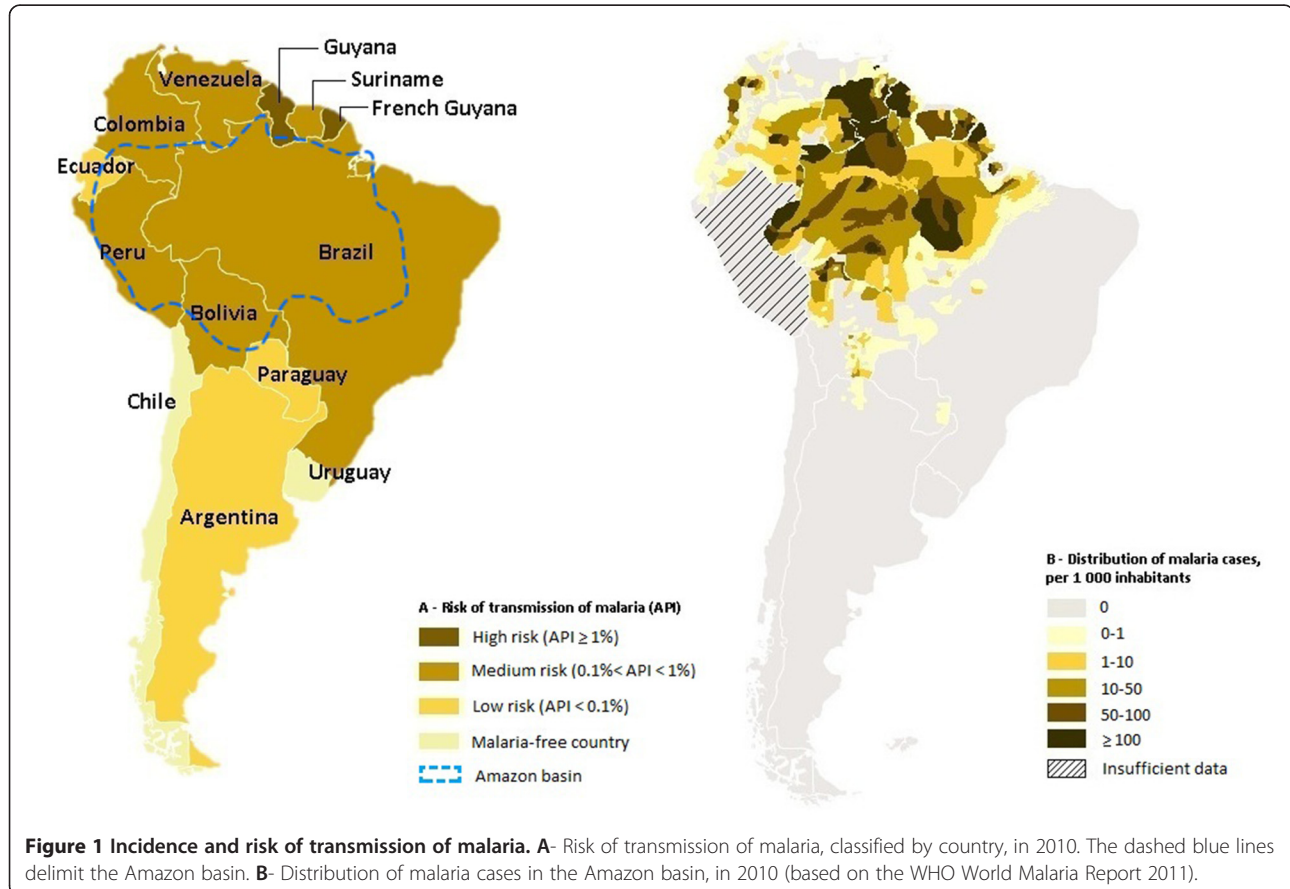 Guyana
Suriname
French Guyana
Venezuela
Colombia
Ecuador
Peru
Brazil
Bolivia
Paraguay
Chile
Uruguay
Argentina
A - Risk of transmission of malaria (API)
High risk (API ≥ 1%)
Medium risk (0.1%< API < 1%)
Low risk (API < 0.1%)
Malaria-free country
Amazon basin
B - Distribution of malaria cases,
per 1 000 inhabitants
0
0-1
1-10
10-50
50-100
≥ 100
Insufficient data
Figure 1 Incidence and risk of transmission of malaria. A- Risk of transmission of malaria, classified by country, in 2010. The dashed blue lines
delimit the Amazon basin. B- Distribution of malaria cases in the Amazon basin, in 2010 (based on the WHO World Malaria Report 2011).